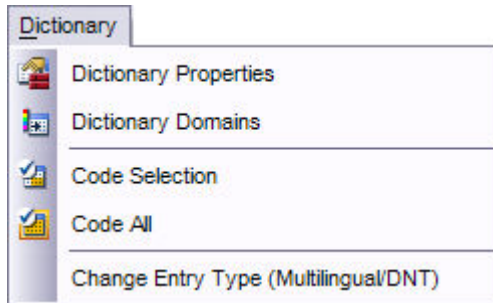 Dictionary
Dictionary Properties
Dictionary Domains
Code Selection
Code All
Change Entry Type (Multilingual/DNT)